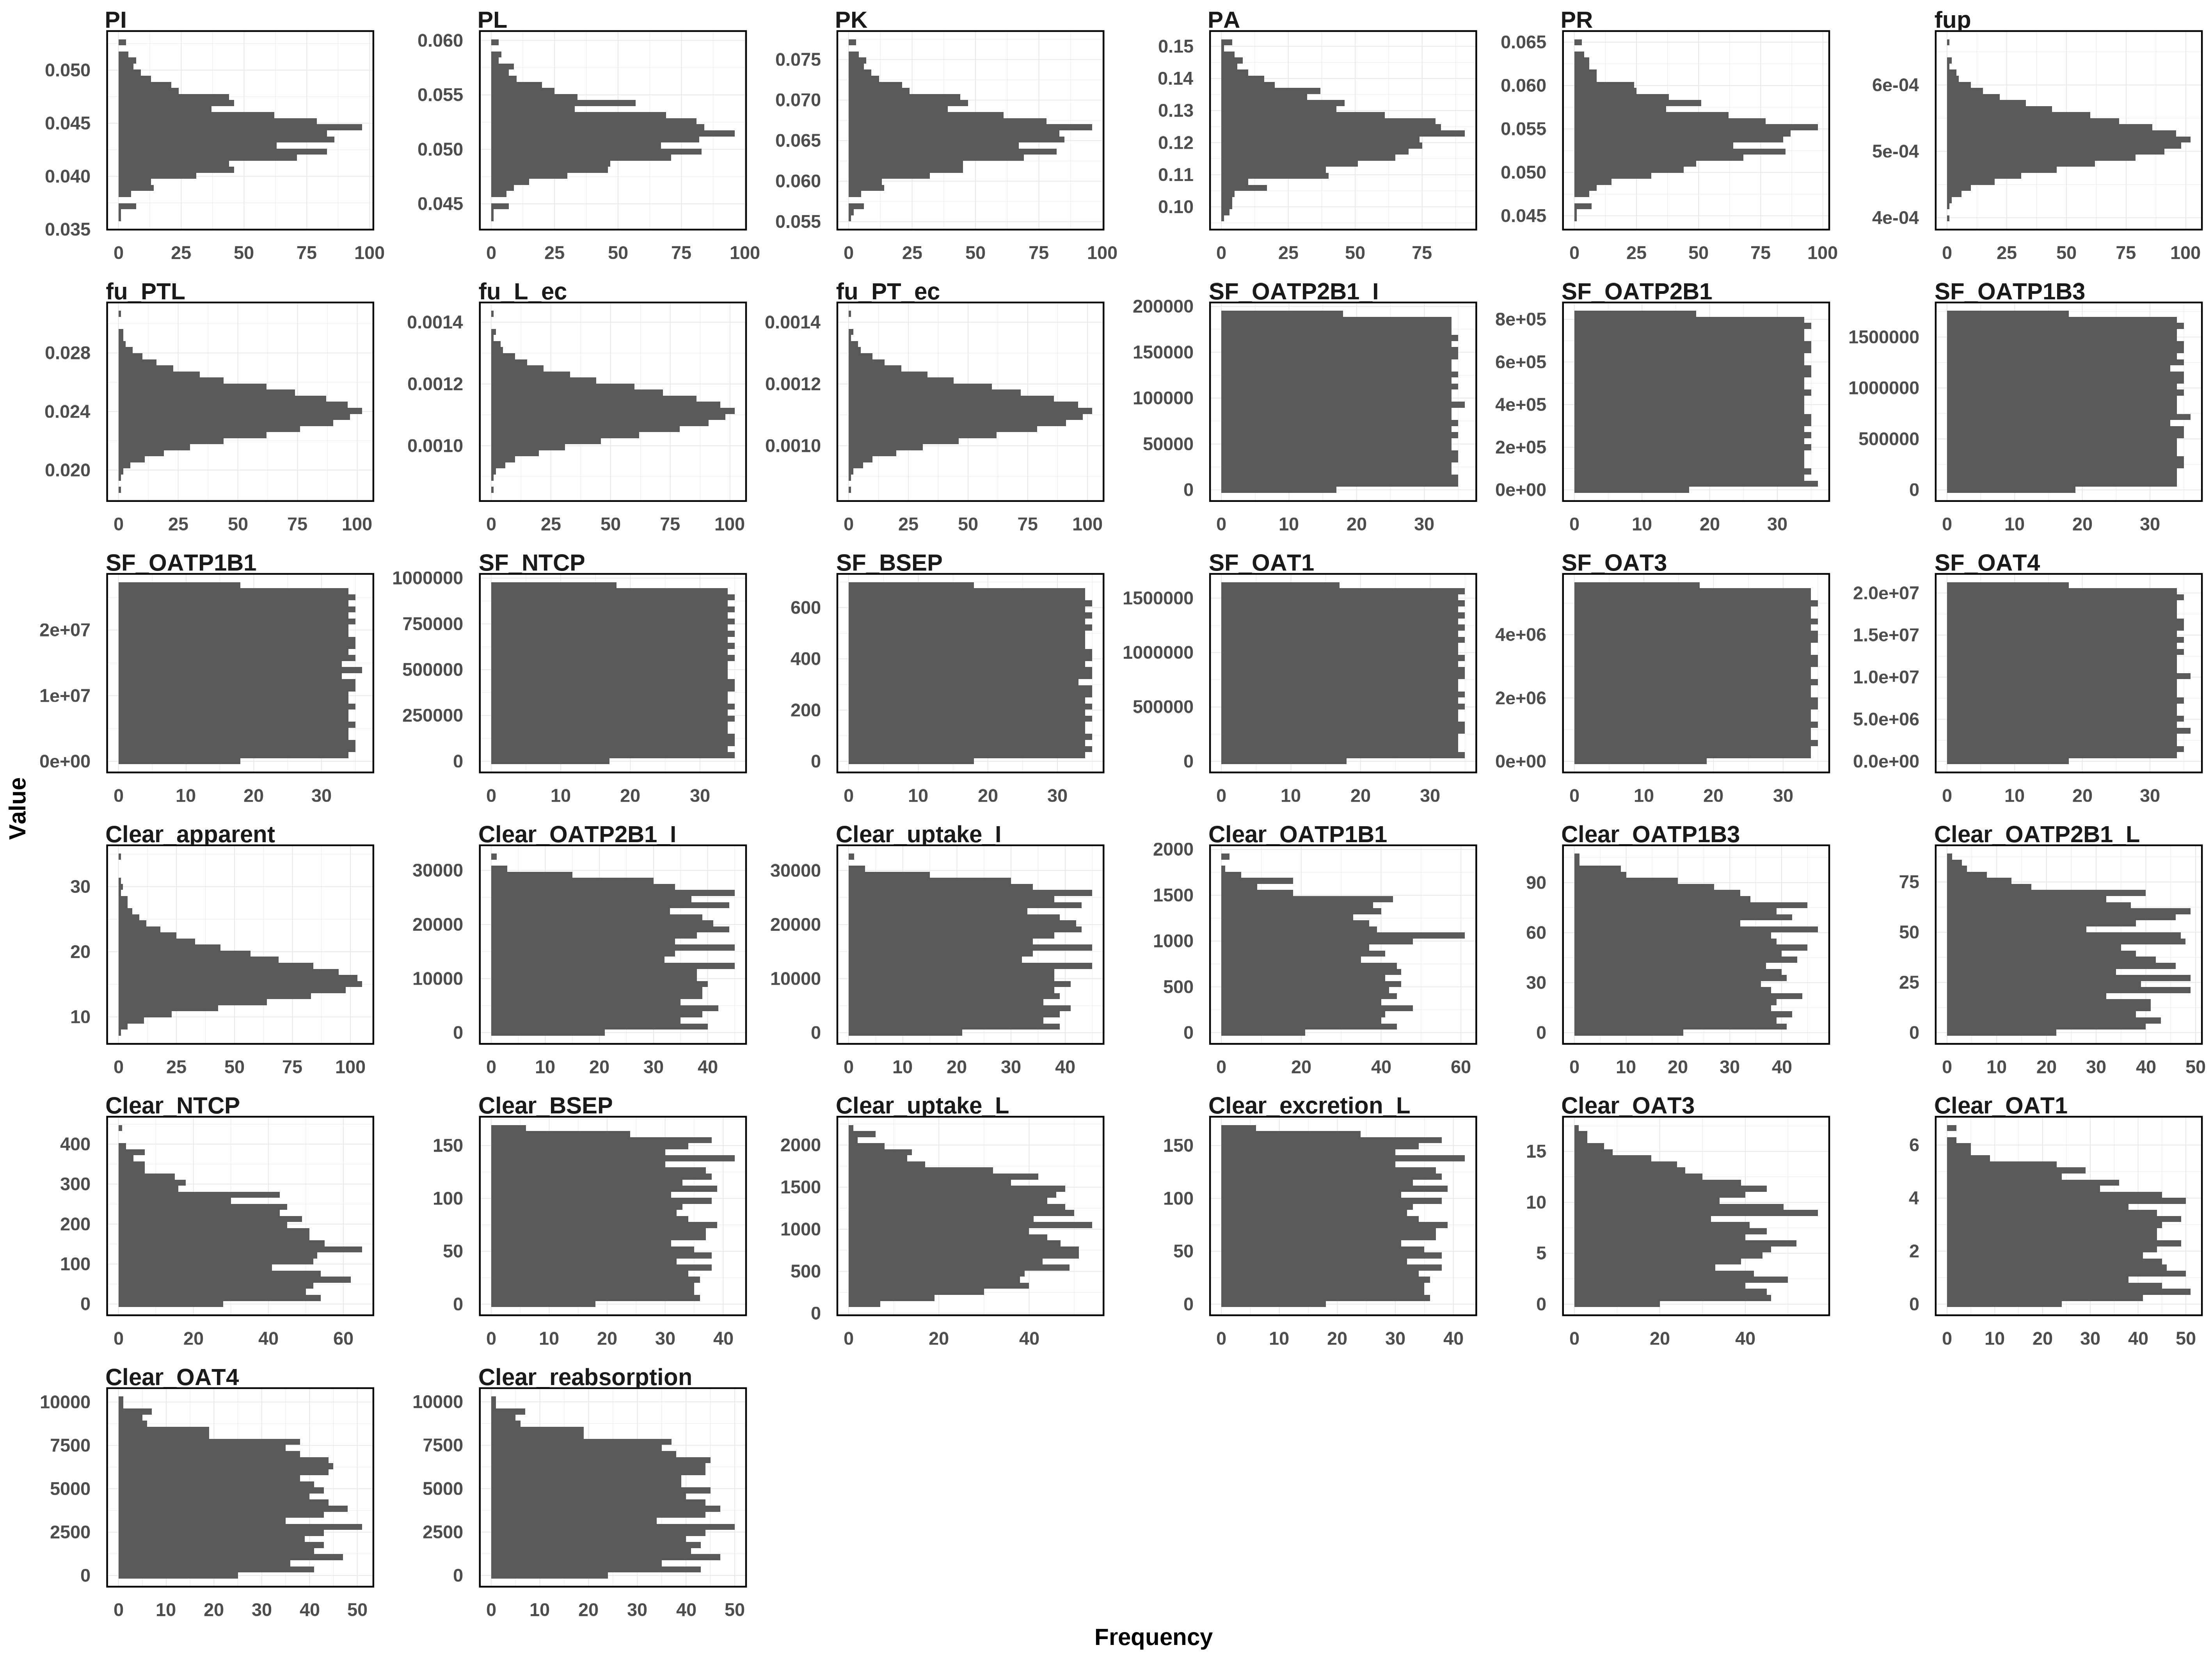 PI PL PK PA PR fup
0.050 0.045 0.040 0.035
0 25 50 75 100
0.060 0.055 0.050 0.045
0 25 50 75 100
0.075 0.070 0.065 0.060 0.055
0 25 50 75 100
0.15 0.14 0.13 0.12 0.11 0.10
0 25 50 75
0.065 0.060 0.055 0.050 0.045
0 25 50 75 100
6e-04 5e-04 4e-04
0 25 50 75 100
fu_PTL fu_L_ec fu_PT_ec SF_OATP2B1_I SF_OATP2B1 SF_OATP1B3
0.028 0.024 0.020
0 25 50 75 100
0.0014 0.0012 0.0010
0 25 50 75 100
0.0014 0.0012 0.0010
0 25 50 75 100
200000 150000 100000 50000 0
0 10 20 30
8e+05 6e+05 4e+05 2e+05 0e+00
0 10 20 30
1500000 1000000 500000 0
0 10 20 30
SF_OATP1B1 SF_NTCP SF_BSEP SF_OAT1 SF_OAT3 SF_OAT4
2e+07 1e+07 0e+00
0 10 20 30
1000000 750000 500000 250000 0
0 10 20 30
600 400 200 0
0 10 20 30
1500000 1000000 500000 0
0 10 20 30
4e+06 2e+06 0e+00
0 10 20 30
2.0e+07 1.5e+07 1.0e+07 5.0e+06 0.0e+00
0 10 20 30
Value
Clear_apparent Clear_OATP2B1_I Clear_uptake_I Clear_OATP1B1 Clear_OATP1B3 Clear_OATP2B1_L
30 20 10
0 25 50 75 100
30000 20000 10000 0
0 10 20 30 40
30000 20000 10000 0
0 10 20 30 40
2000 1500 1000 500 0
0 20 40 60
90 60 30 0
0 10 20 30 40
75 50 25 0
0 10 20 30 40 50
Clear_NTCP Clear_BSEP Clear_uptake_L Clear_excretion_L Clear_OAT3 Clear_OAT1
400 300 200 100 0
0 20 40 60
150 100 50 0
0 10 20 30 40
2000 1500 1000 500 0
0 20 40
150 100 50 0
0 10 20 30 40
15 10 5 0
0 20 40
6 4 2 0
0 10 20 30 40 50
Clear_OAT4 Clear_reabsorption
10000 7500 5000 2500 0
0 10 20 30 40 50
10000 7500 5000 2500 0
0 10 20 30 40 50
Frequency